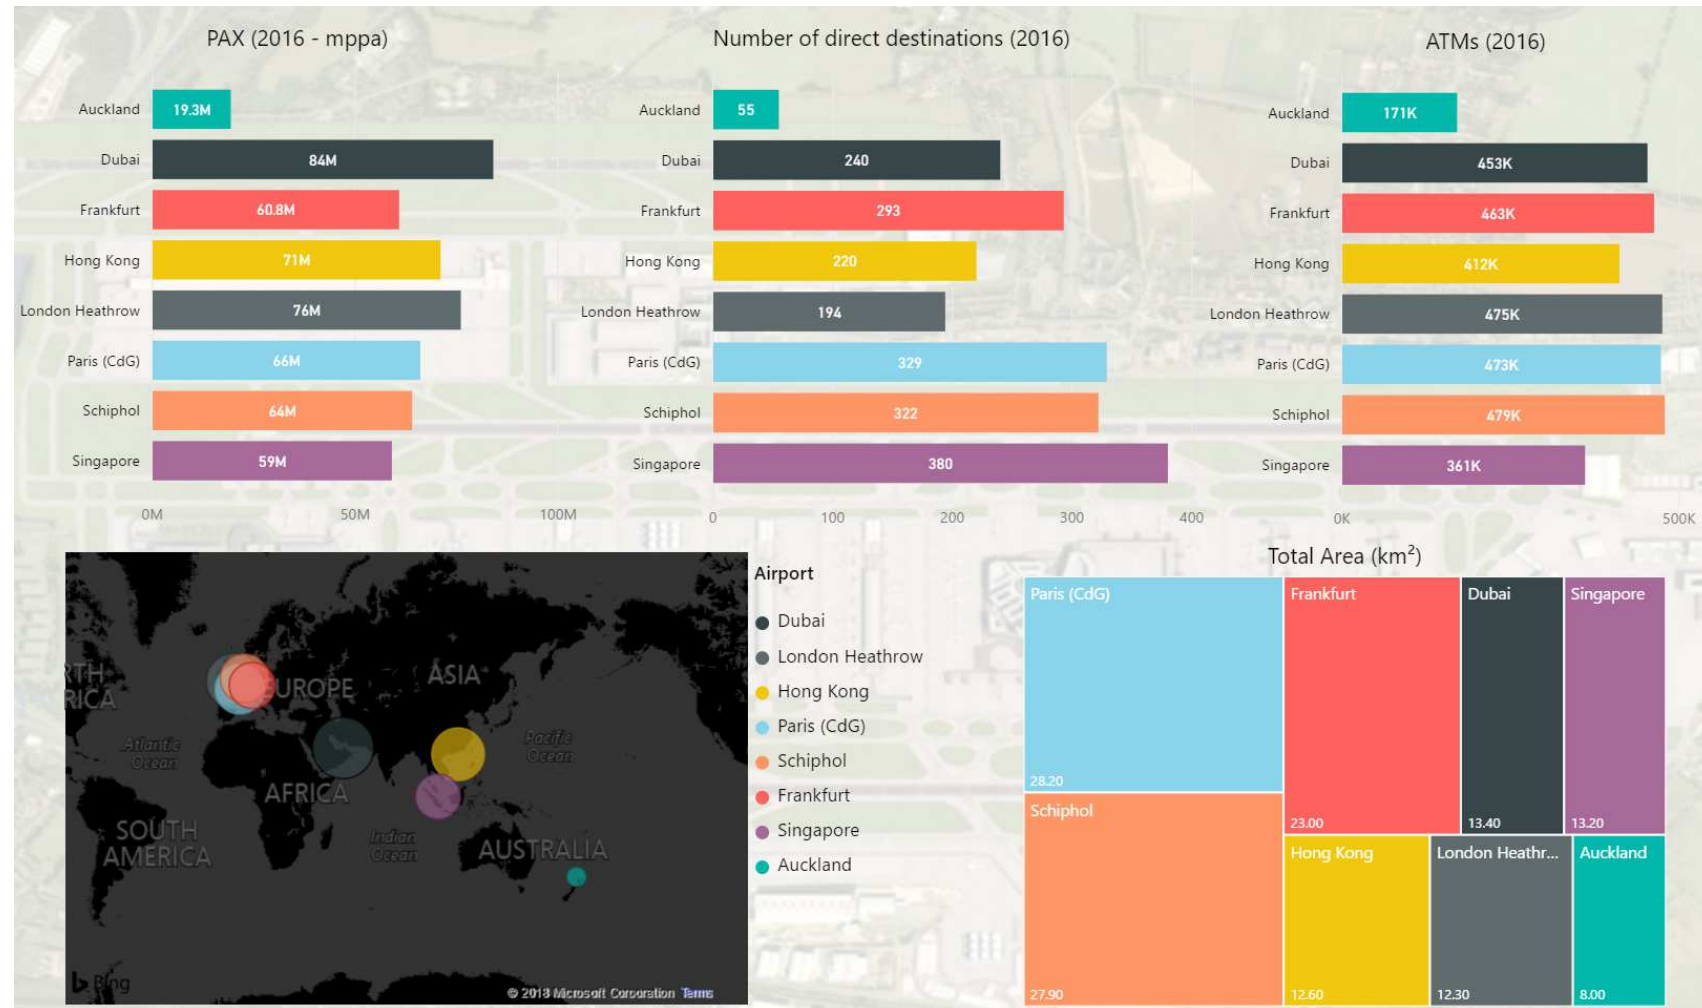 PAX (2016 - mppa)
Auckland 19.3M
Dubai 84M
Frankfurt 60.8M
Hong Kong 71M
London Heathrow 76M
Paris (CdG) 66M
Schiphol 64M
Singapore 59M
0M 50M 100M
Number of direct destinations (2016)
Auckland 55
Dubai 240
Frankfurt 293
Hong Kong 220
London Heathrow 194
Paris (CdG) 329
Schiphol 322
Singapore 380
0 100 200 300 400
ATMs (2016)
Auckland 171K
Dubai 453K
Frankfurt 463K
Hong Kong 412K
London Heathrow 475K
Paris (CdG) 473K
Schiphol 479K
Singapore 361K
0K 500K
RTH
RICA
EUROPE
ASIA
Atlantic
Ocean
Pacific
Ocean
AFRICA
SOUTH
AMERICA
Indian
Ocean
AUSTRALIA
Bing
© 2018 Microsoft Corporation Terms
Airport
Dubai
London Heathrow
Hong Kong
Paris (CdG)
Schiphol
Frankfurt
Singapore
Auckland
Total Area (km²)
Paris (CdG)
28.20
Schiphol
27.90
Frankfurt
23.00
Dubai
13.40
Singapore
13.20
Hong Kong
12.60
London Heathr...
12.30
Auckland
8.00